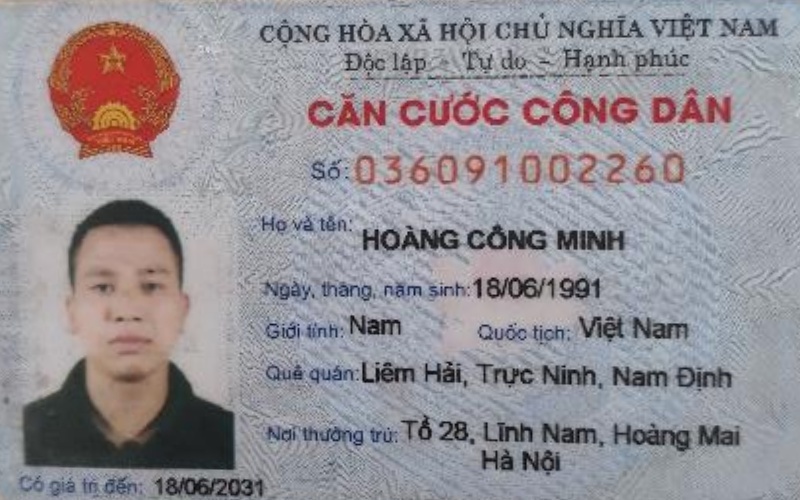 CỘNG HÒA XÃ HỘI CHỦ NGHĨA VIỆT NAM
Độc lập - Tự do - Hạnh phúc
CĂN CƯỚC CÔNG DÂN
Số: 036091002260
Họ và tên: HOÀNG CÔNG MINH
Ngày, tháng, năm sinh: 18/06/1991
Giới tính: Nam Quốc tịch: Việt Nam
Quê quán: Liêm Hải, Trực Ninh, Nam Định
Nơi thường trú: Tổ 28, Lĩnh Nam, Hoàng Mai
Hà Nội
Có giá trị đến: 18/06/2031